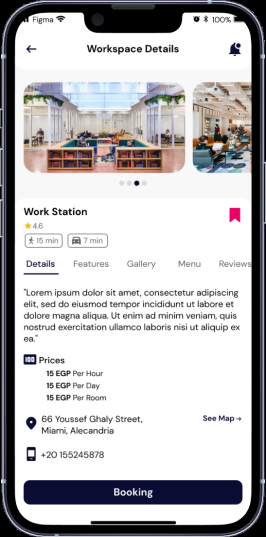 Figma
100%
Workspace Details
Work Station
4.6
15 min
7 min
Details
Features
Gallery
Menu
Reviews
"Lorem ipsum dolor sit amet, consectetur adipiscing
elit, sed do eiusmod tempor incididunt ut labore et
dolore magna aliqua. Ut enim ad minim veniam, quis
nostrud exercitation ullamco laboris nisi ut aliquip ex
ea."
Prices
15 EGP Per Hour
15 EGP Per Day
15 EGP Per Room
66 Youssef Ghaly Street,
Miami, Alecandria
See Map→
+20 155245878
Booking